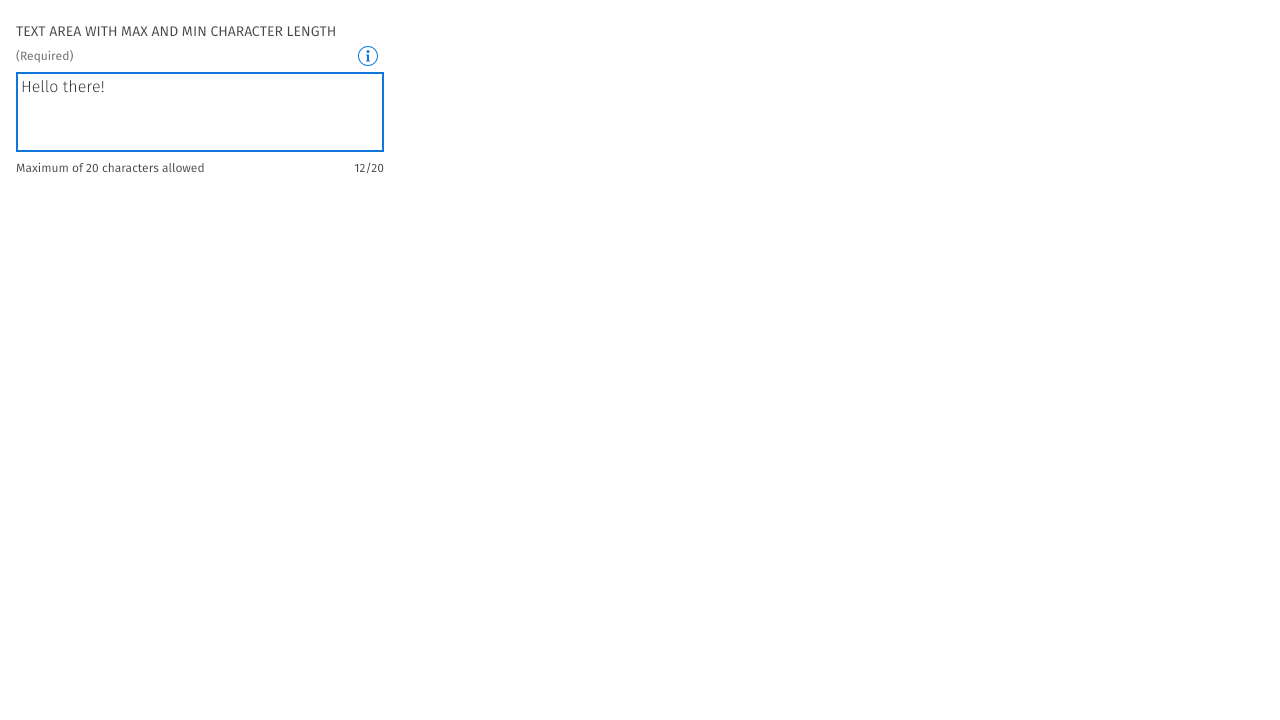 TEXT AREA WITH MAX AND MIN CHARACTER LENGTH
(Required)
Hello there!
Maximum of 20 characters allowed 12/20